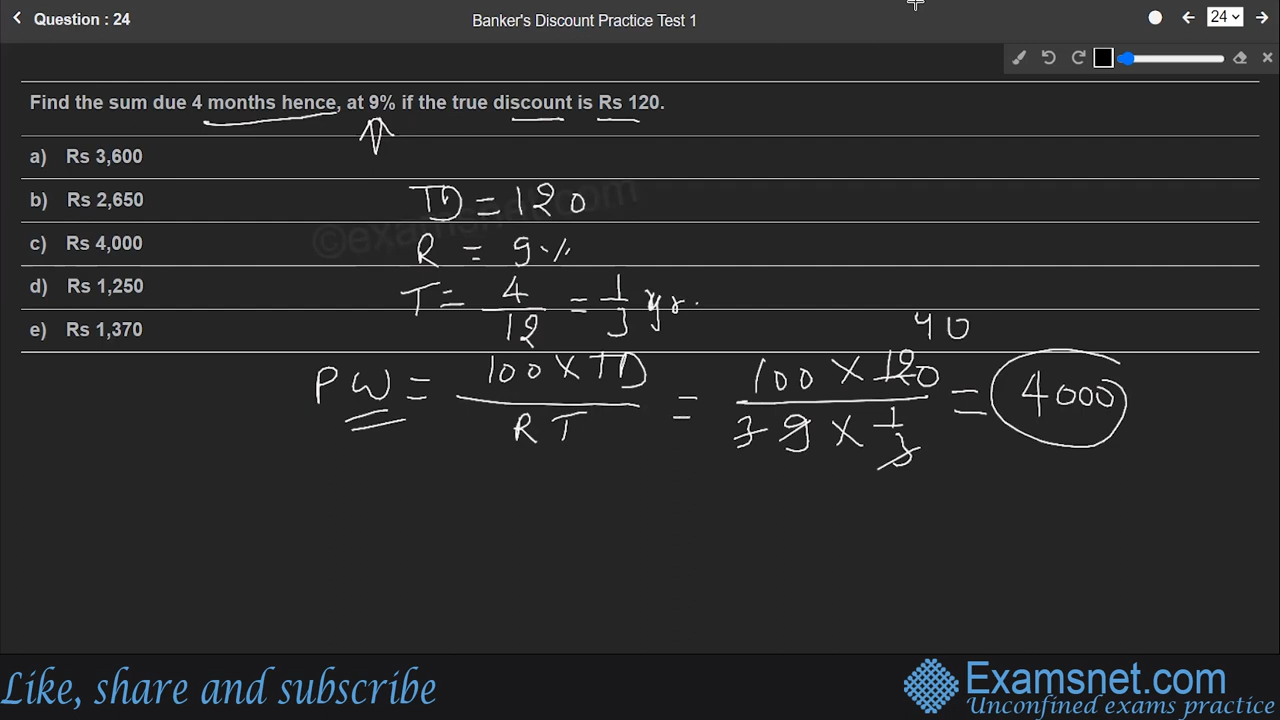 Question : 24
Banker's Discount Practice Test 1
24
Find the sum due 4 months hence, at 9% if the true discount is Rs 120.
a) Rs 3,600
b) Rs 2,650
c) Rs 4,000
d) Rs 1,250
e) Rs 1,370
©examsnet.com
TD = 120
R = 9%
T = 4/12 = 1/3 yr.
PW = 100 × TD / RT = 100 × 120 / 9 × 1/3 = 4000
40
3
Like, share and subscribe
Examsnet.com
Unconfined exams practice